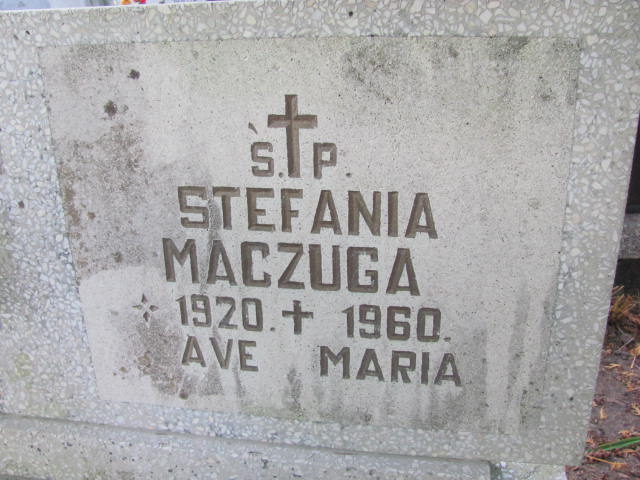 Ś. P.
STEFANIA
MACZUGA
1920. 1960.
AVE MARIA